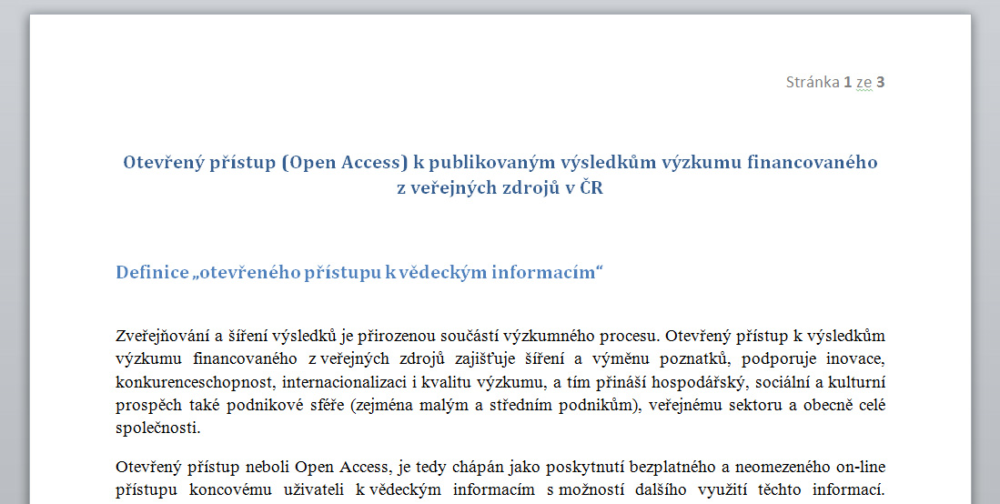 Stránka 1 ze 3
Otevřený přístup (Open Access) k publikovaným výsledkům výzkumu financovaného
z veřejných zdrojů v ČR
Definice „otevřeného přístupu k vědeckým informacím“
Zveřejňování a šíření výsledků je přirozenou součástí výzkumného procesu. Otevřený přístup k výsledkům
výzkumu financovaného z veřejných zdrojů zajišťuje šíření a výměnu poznatků, podporuje inovace,
konkurenceschopnost, internacionalizaci i kvalitu výzkumu, a tím přináší hospodářský, sociální a kulturní
prospěch také podnikové sféře (zejména malým a středním podnikům), veřejnému sektoru a obecně celé
společnosti.
Otevřený přístup neboli Open Access, je tedy chápán jako poskytnutí bezplatného a neomezeného on-line
přístupu koncovému uživateli k vědeckým informacím s možností dalšího využití těchto informací.